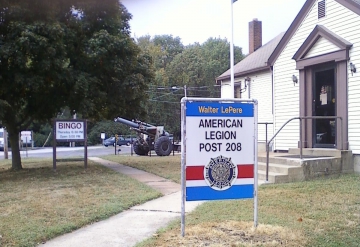 BINGO
Walter LePere
AMERICAN
LEGION
POST 208